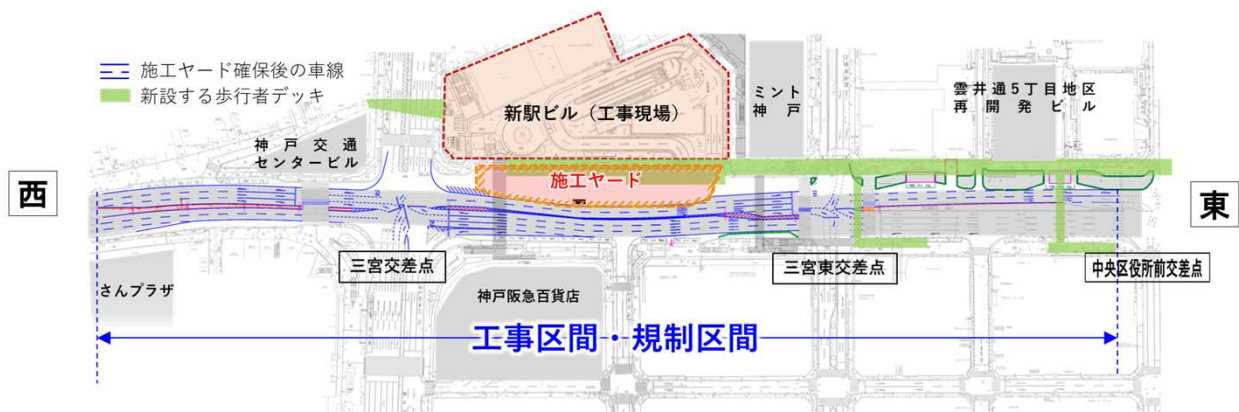 施工ヤード確保後の車線
新設する歩行者デッキ
新駅ビル（工事現場）
ミント
神戸
雲井通5丁目地区
再開発ビル
神戸交通
センタービル
施工ヤード
西
東
三宮交差点
三宮東交差点
中央区役所前交差点
さんプラザ
神戸阪急百貨店
工事区間・規制区間